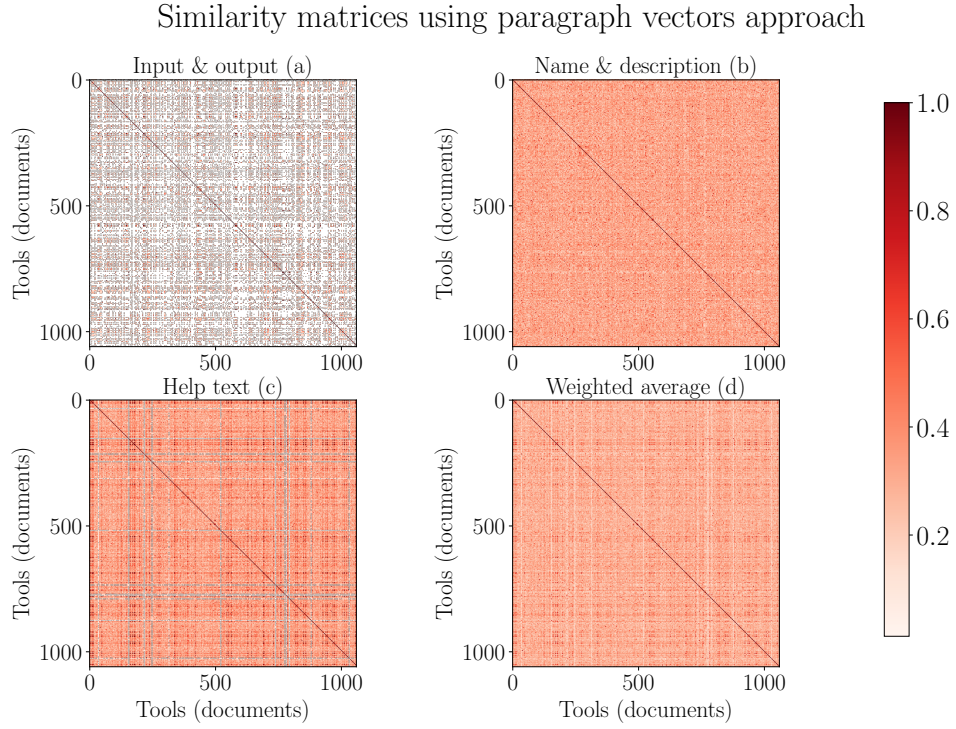 Similarity matrices using paragraph vectors approach
Input & output (a)
0
500
1000
Tools (documents)
0 500 1000
Name & description (b)
0
500
1000
Tools (documents)
0 500 1000
Help text (c)
0
500
1000
Tools (documents)
0 500 1000
Tools (documents)
Weighted average (d)
0
500
1000
Tools (documents)
0 500 1000
Tools (documents)
1.0
0.8
0.6
0.4
0.2